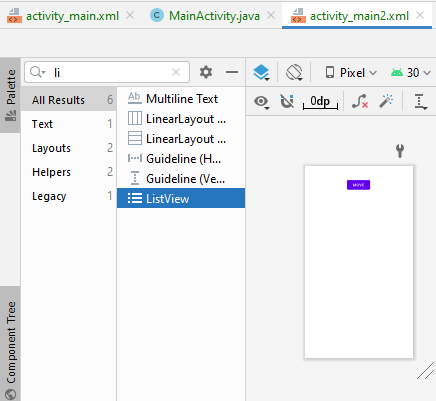 activity_main.xml
MainActivity.java
activity_main2.xml
Palette
li
Pixel
30
All Results 6
Text 1
Layouts 2
Helpers 2
Legacy 1
Ab Multiline Text
LinearLayout ...
LinearLayout ...
Guideline (H...
Guideline (Ve...
ListView
0dp
MOVE
Component Tree